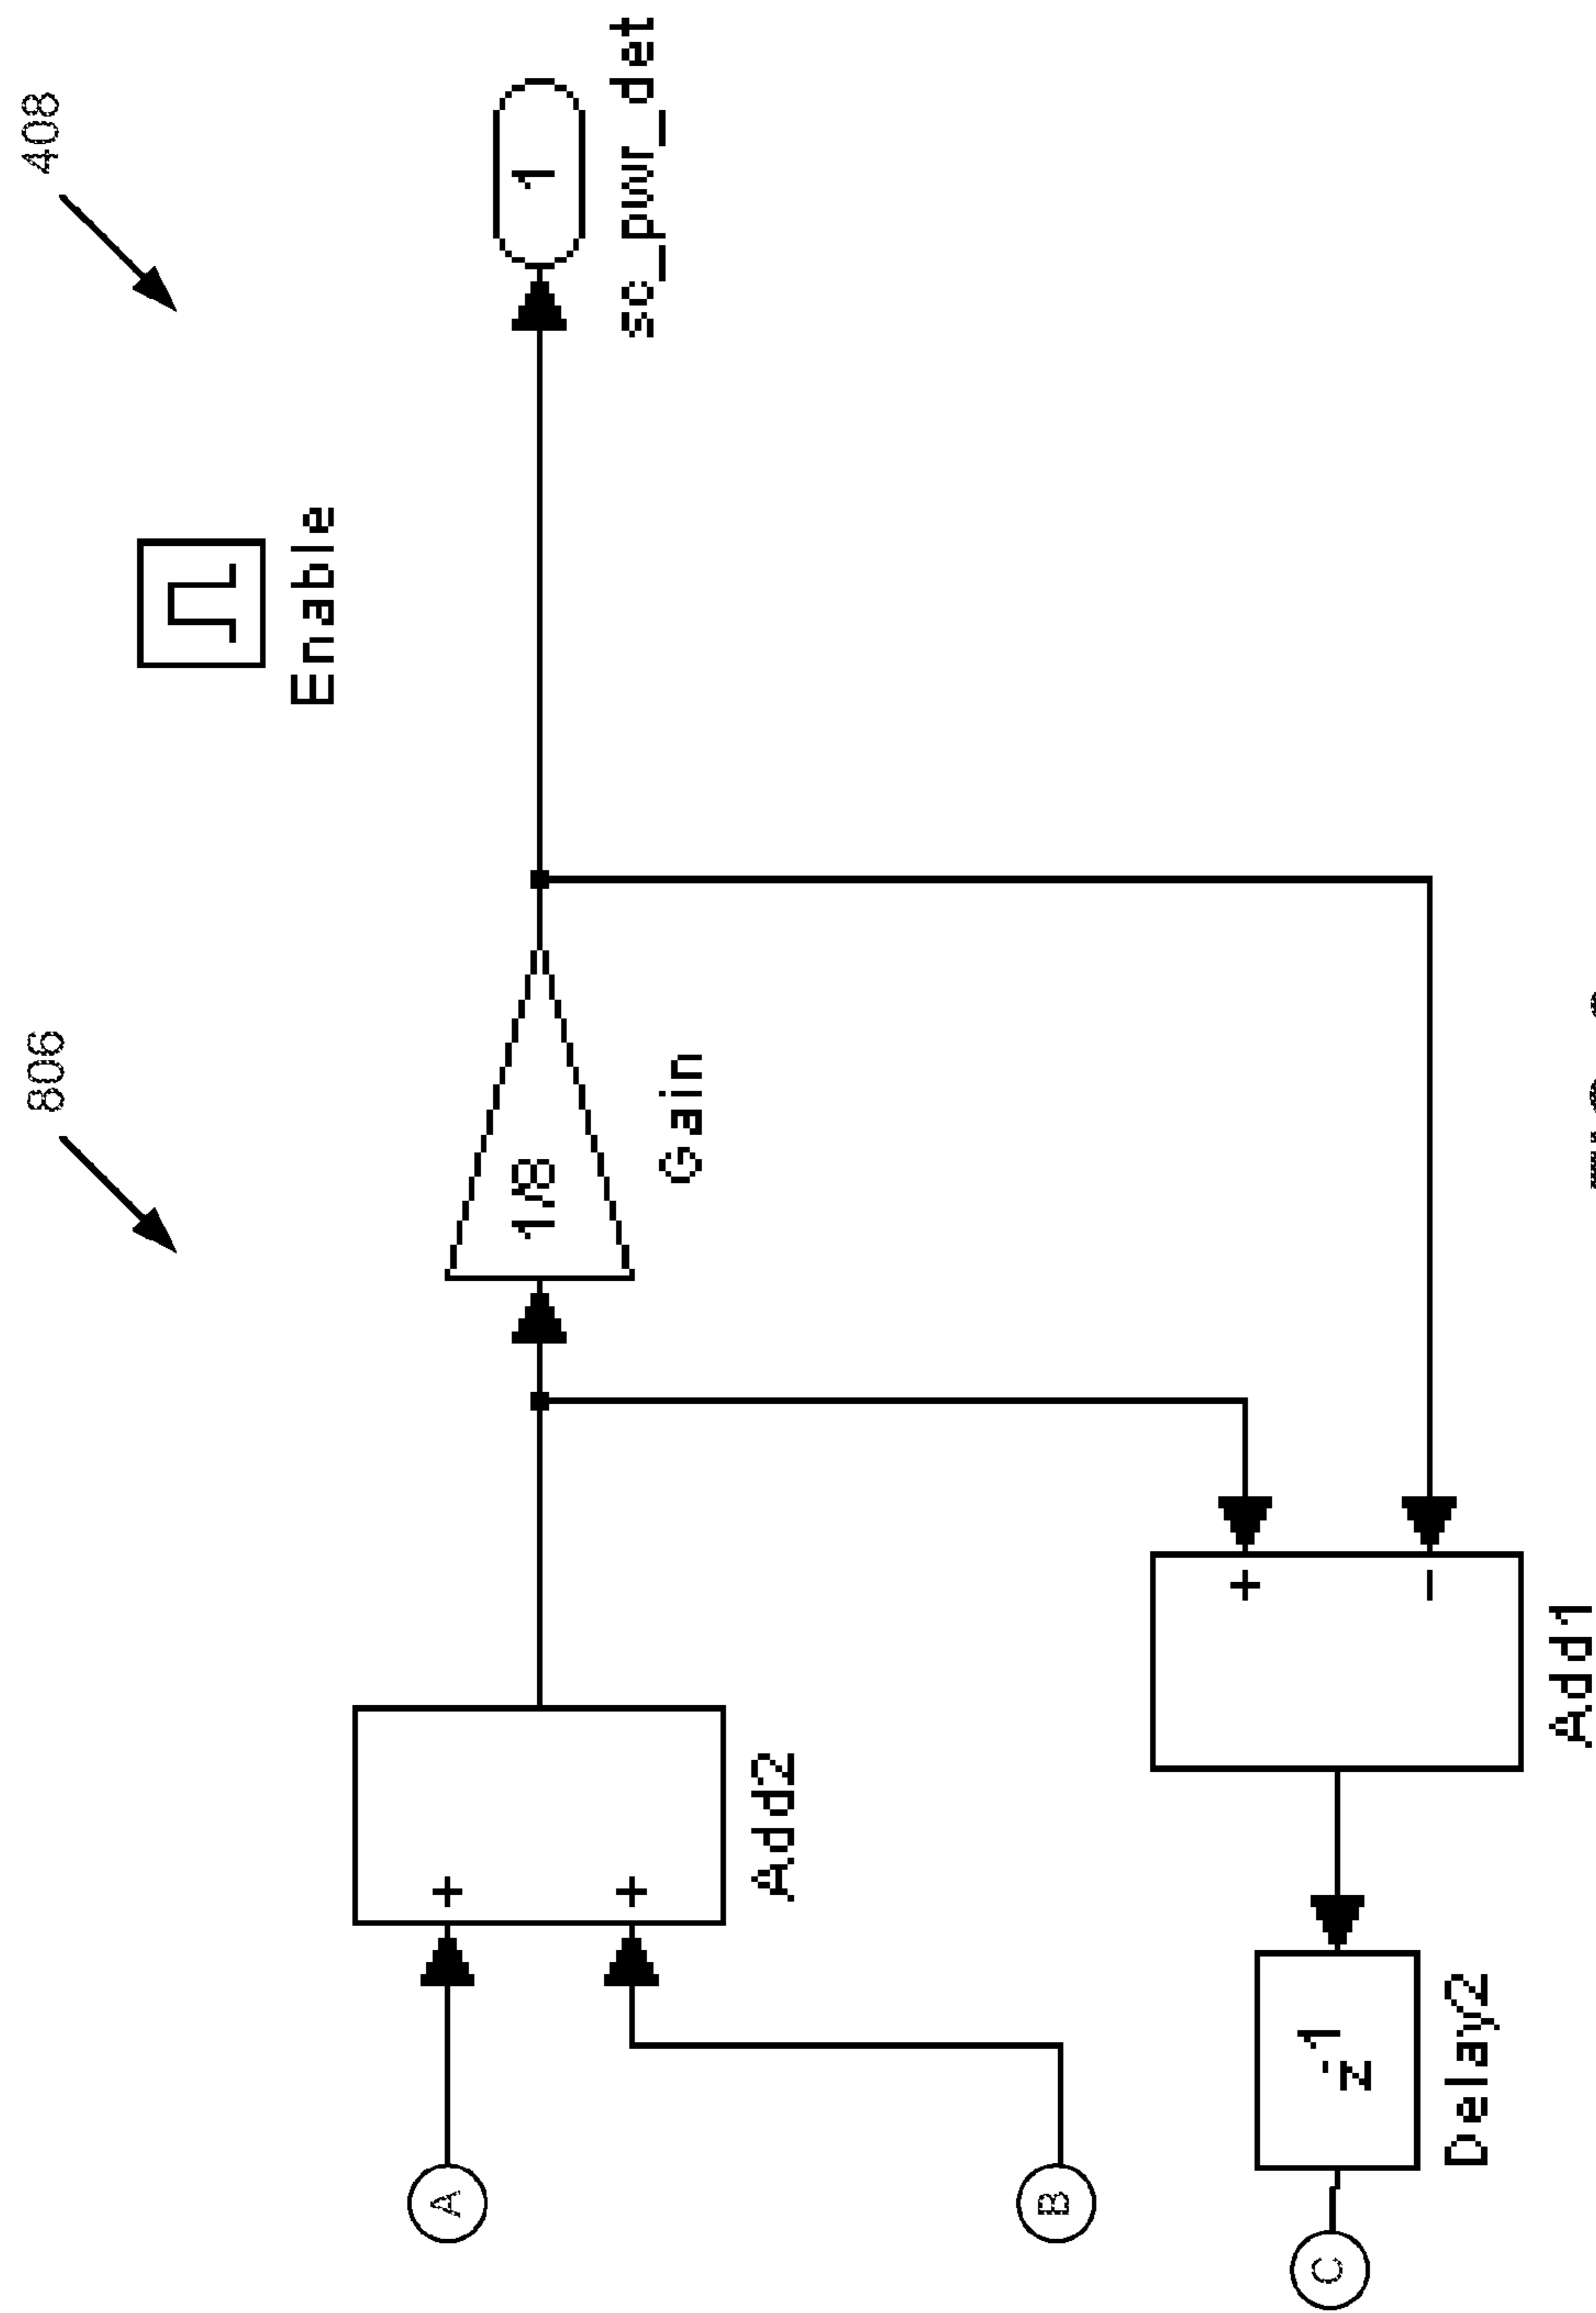 408
806
Enable
1
sc_pwr_det
1/8
Gain
+
+
Add2
+
−
Add1
z-1
Delay2
A
B
C